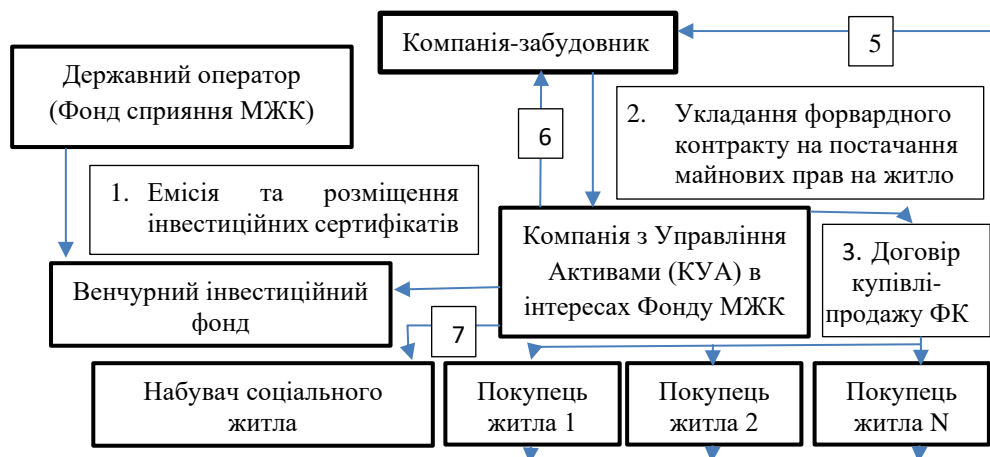 Компанія-забудовник
5
Державний оператор
(Фонд сприяння МЖК)
6
2. Укладання форвардного
контракту на постачання
майнових прав на житло
1. Емісія та розміщення
інвестиційних сертифікатів
Компанія з Управління
Активами (КУА) в
інтересах Фонду МЖК
3. Договір
купівлі-
продажу ФК
Венчурний інвестиційний
фонд
7
Набувач соціального
житла
Покупець
житла 1
Покупець
житла 2
Покупець
житла N